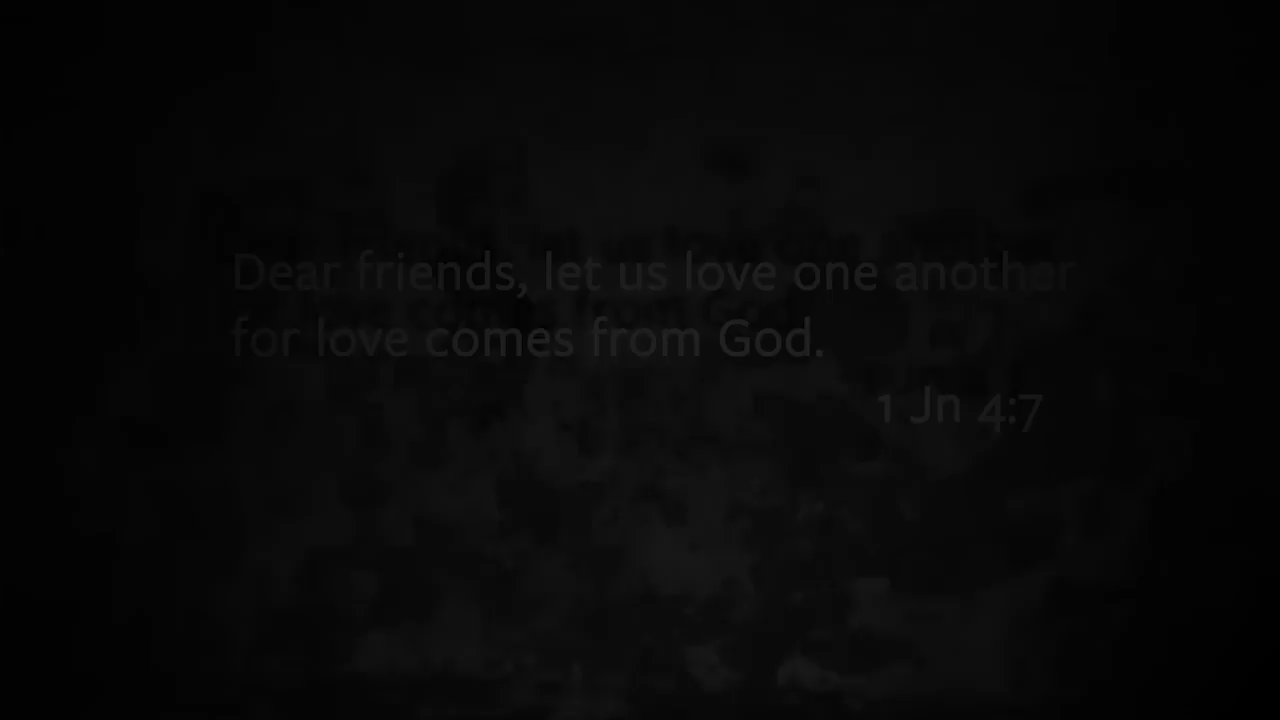 Dear friends, let us love one another
for love comes from God.
1 Jn 4:7